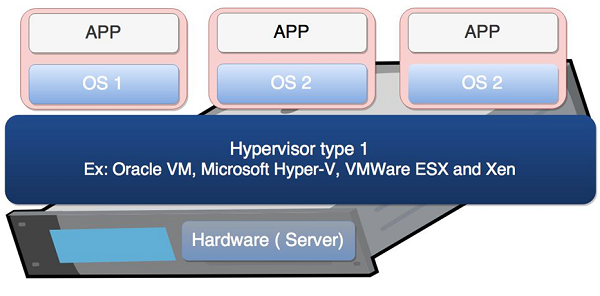 APP
APP
APP
OS 1
OS 2
OS 2
Hypervisor type 1
Ex: Oracle VM, Microsoft Hyper-V, VMWare ESX and Xen
Hardware ( Server)